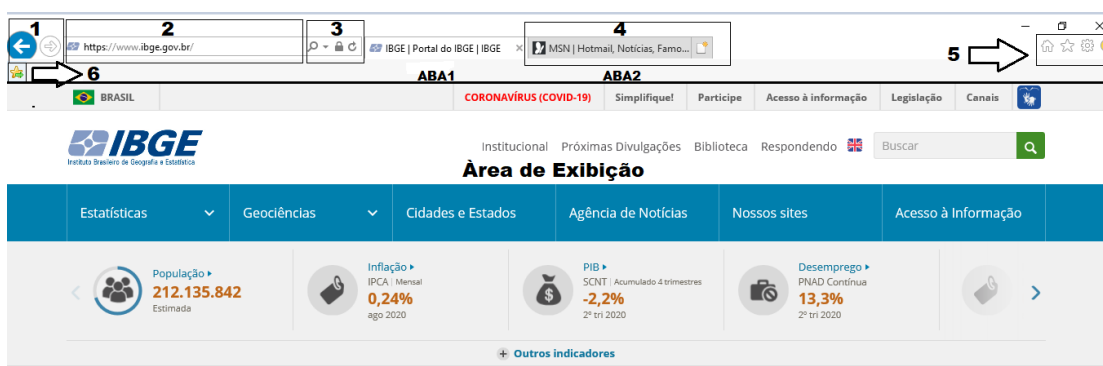 1 2 3 4
https://www.ibge.gov.br/ IBGE | Portal do IBGE | IBGE × MSN | Hotmail, Notícias, Famo...
5
6 ABA1 ABA2
BRASIL CORONAVÍRUS (COVID-19) Simplifique! Participe Acesso à informação Legislação Canais
IBGE
Instituto Brasileiro de Geografia e Estatística
Institucional Próximas Divulgações Biblioteca Respondendo Buscar
Àrea de Exibição
Estatísticas Geociências Cidades e Estados Agência de Notícias Nossos sites Acesso à Informação
População
212.135.842
Estimada
Inflação
IPCA | Mensal
0,24%
ago 2020
PIB
SCNT | Acumulado 4 trimestres
-2,2%
2º tri 2020
Desemprego
PNAD Contínua
13,3%
2º tri 2020
Outros indicadores